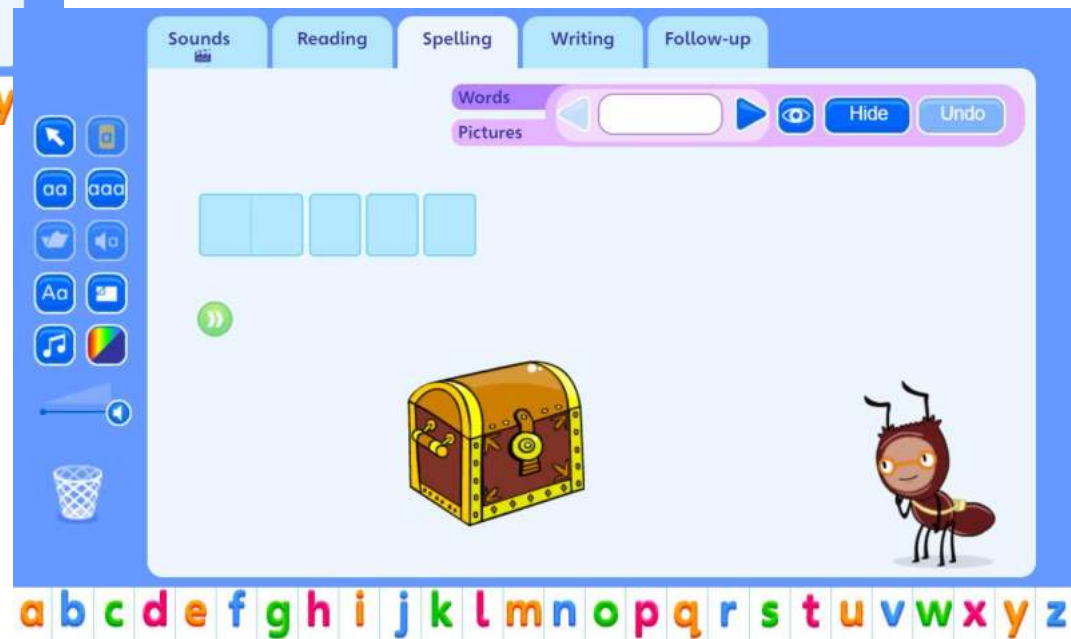 Sounds Reading Spelling Writing Follow-up
Words
Pictures
Hide Undo
y
a
a
aa aaa
a
Aa
a b c d e f g h i j k l m n o p q r s t u v w x y z